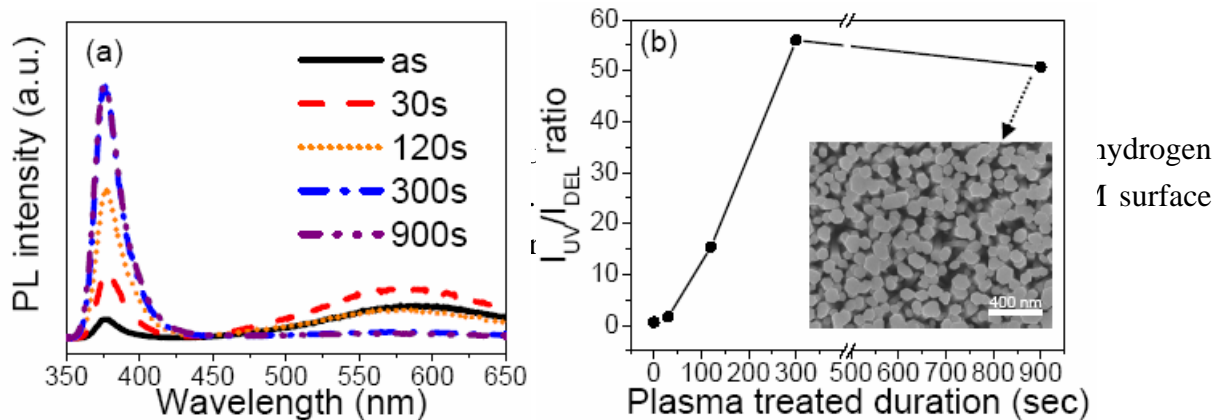 (a)
as
30s
120s
300s
900s
PL intensity (a.u.)
350 400 450 500 550 600 650
Wavelength (nm)
(b)
60
50
40
30
20
10
0
I_UV/I_DEL ratio
400 nm
0 100 200 300 500 600 700 800 900
Plasma treated duration (sec)
surface